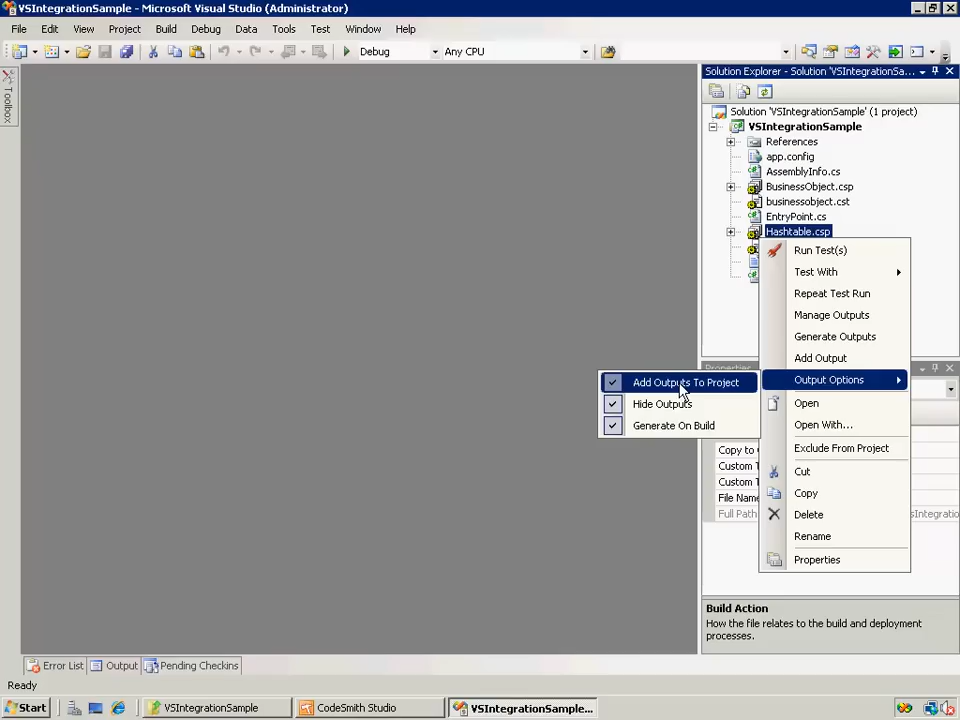 VSIntegrationSample - Microsoft Visual Studio (Administrator)
File Edit View Project Build Debug Data Tools Test Window Help
Debug Any CPU
Toolbox
Solution Explorer - Solution 'VSIntegrationSa...
Solution 'VSIntegrationSample' (1 project)
VSIntegrationSample
References
app.config
AssemblyInfo.cs
BusinessObject.csp
businessobject.cst
EntryPoint.cs
Hashtable.csp
Run Test(s)
Test With
Repeat Test Run
Manage Outputs
Generate Outputs
Add Output
Output Options
Open
Open With...
Exclude From Project
Cut
Copy
Delete
Rename
Properties
Add Outputs To Project
Hide Outputs
Generate On Build
Properties
Copy to
Custom T
Custom T
File Name
Full Path
Build Action
How the file relates to the build and deployment
processes.
Error List Output Pending Checkins
Ready
Start VSIntegrationSample CodeSmith Studio VSIntegrationSample...